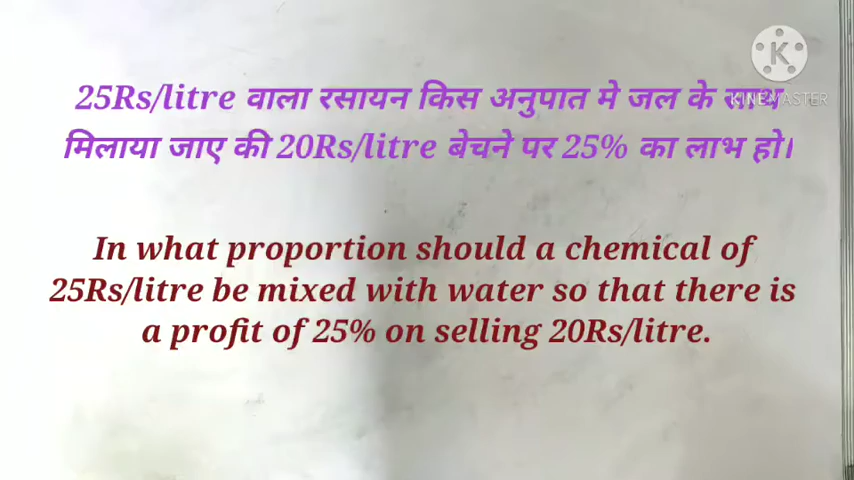 25Rs/litre वाला रसायन किस अनुपात मे जल के साथ
KINEMASTER
मिलाया जाए की 20Rs/litre बेचने पर 25% का लाभ हो।
In what proportion should a chemical of
25Rs/litre be mixed with water so that there is
a profit of 25% on selling 20Rs/litre.